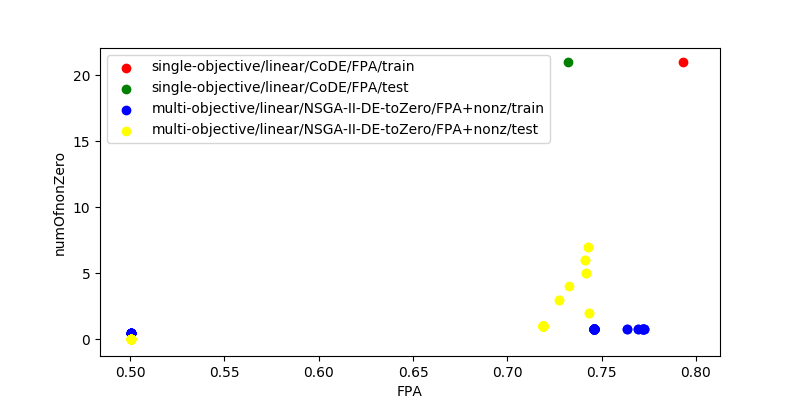 single-objective/linear/CoDE/FPA/train
single-objective/linear/CoDE/FPA/test
multi-objective/linear/NSGA-II-DE-toZero/FPA+nonz/train
multi-objective/linear/NSGA-II-DE-toZero/FPA+nonz/test
numOfnonZero
20
15
10
5
0
0.50 0.55 0.60 0.65 0.70 0.75 0.80
FPA